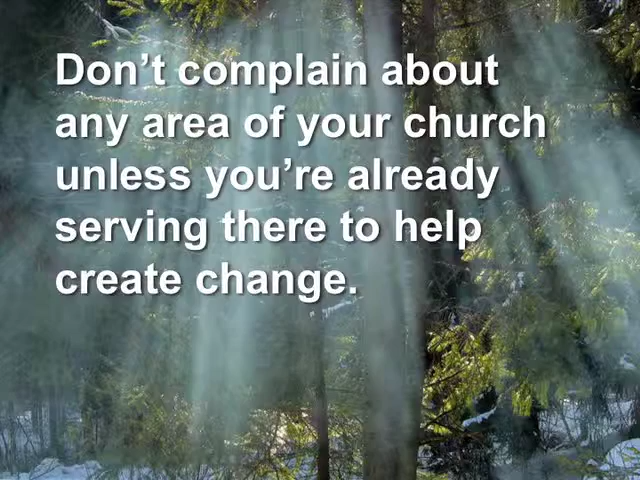 Don’t complain about
any area of your church
unless you’re already
serving there to help
create change.